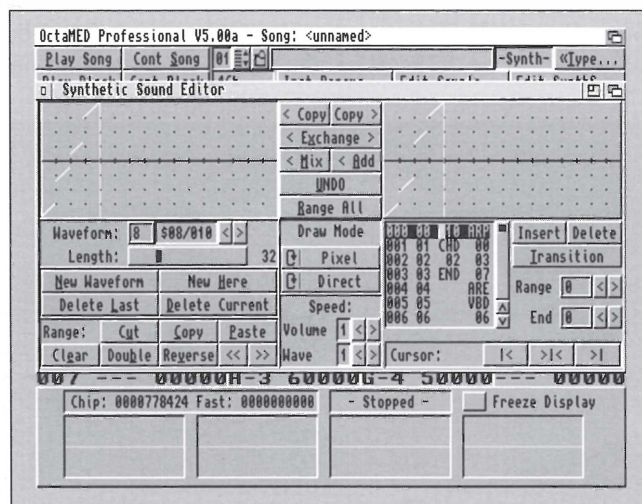 OctaMED Professional V5.00a - Song: <unnamed>
Play Song Cont Song 01 -Synth- «Type...
Play Block Cont Block
Synthetic Sound Editor
< Copy Copy >
< Exchange >
< Mix < Add
UNDO
Range All
Waveform: 8 $08/010 < >
Length: 32
New Waveform New Here
Delete Last Delete Current
Range: Cut Copy Paste
Clear Double Reverse << >>
Draw Mode
Pixel
Direct
Speed:
Volume 1 < >
Wave 1 < >
000 00 10 ARP
001 01 CHD 00
002 02 02 03
003 03 END 07
004 04 ARE
005 05 VBD
006 06 06
Insert Delete
Transition
Range 0 < >
End 0 < >
Cursor: |< >|< >|
007 --- 00000H-3 60000G-4 50000--- 00000
Chip: 0000778424 Fast: 0000000000 - Stopped - Freeze Display